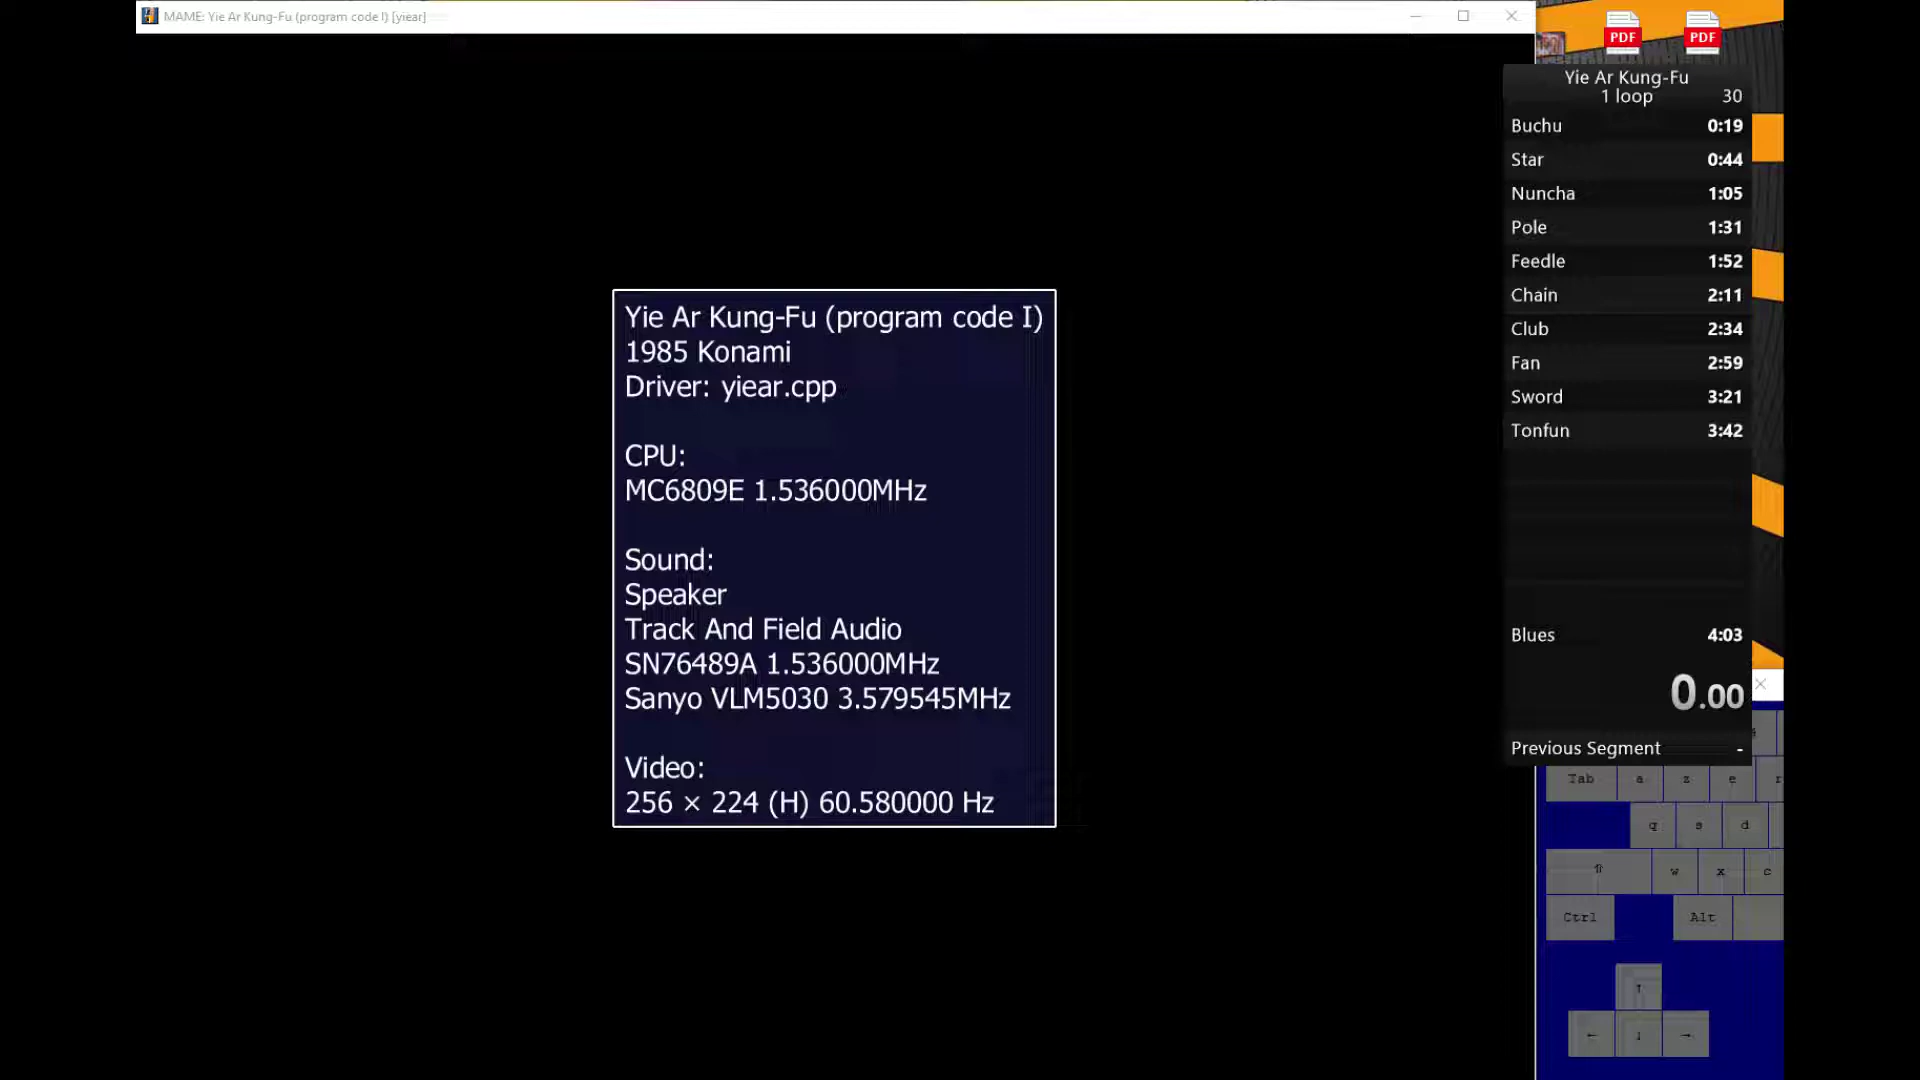 MAME: Yie Ar Kung-Fu (program code I) [yiear]
PDF
PDF
Yie Ar Kung-Fu
1 loop 30
Buchu 0:19
Star 0:44
Nuncha 1:05
Pole 1:31
Feedle 1:52
Chain 2:11
Club 2:34
Fan 2:59
Sword 3:21
Tonfun 3:42
Blues 4:03
0.00
Previous Segment -
Yie Ar Kung-Fu (program code I)
1985 Konami
Driver: yiear.cpp
CPU:
MC6809E 1.536000MHz
Sound:
Speaker
Track And Field Audio
SN76489A 1.536000MHz
Sanyo VLM5030 3.579545MHz
Video:
256 × 224 (H) 60.580000 Hz
Tab a z e r
q s d
⇑ w x c
Ctrl Alt
↑
← ↓ →